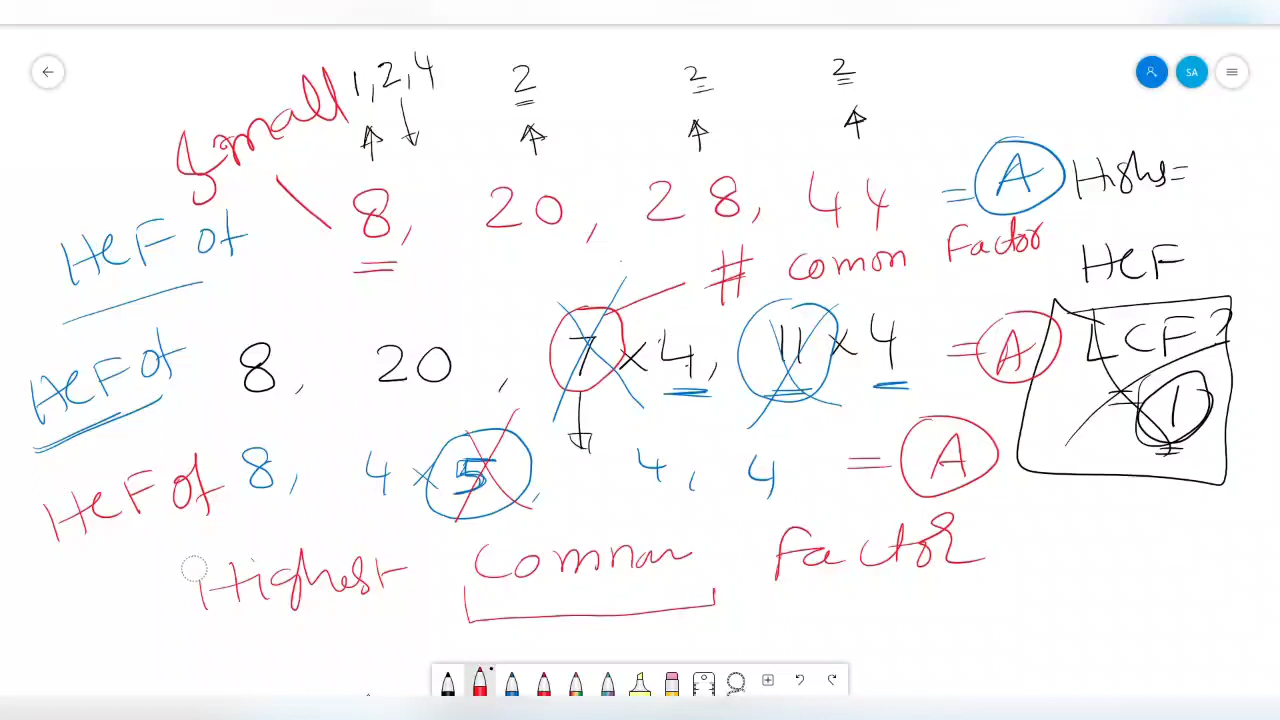 1, 2, 4 2 2 2
Small
8, 20, 28, 44 = A Highs =
HCF of
# comon Factor
HCF
HCF of 8, 20, 7 × 4, 11 × 4 = A
LCF?
= 1
HCF of 8, 4 × 5, 4, 4 = A
Highest Common factor
SA